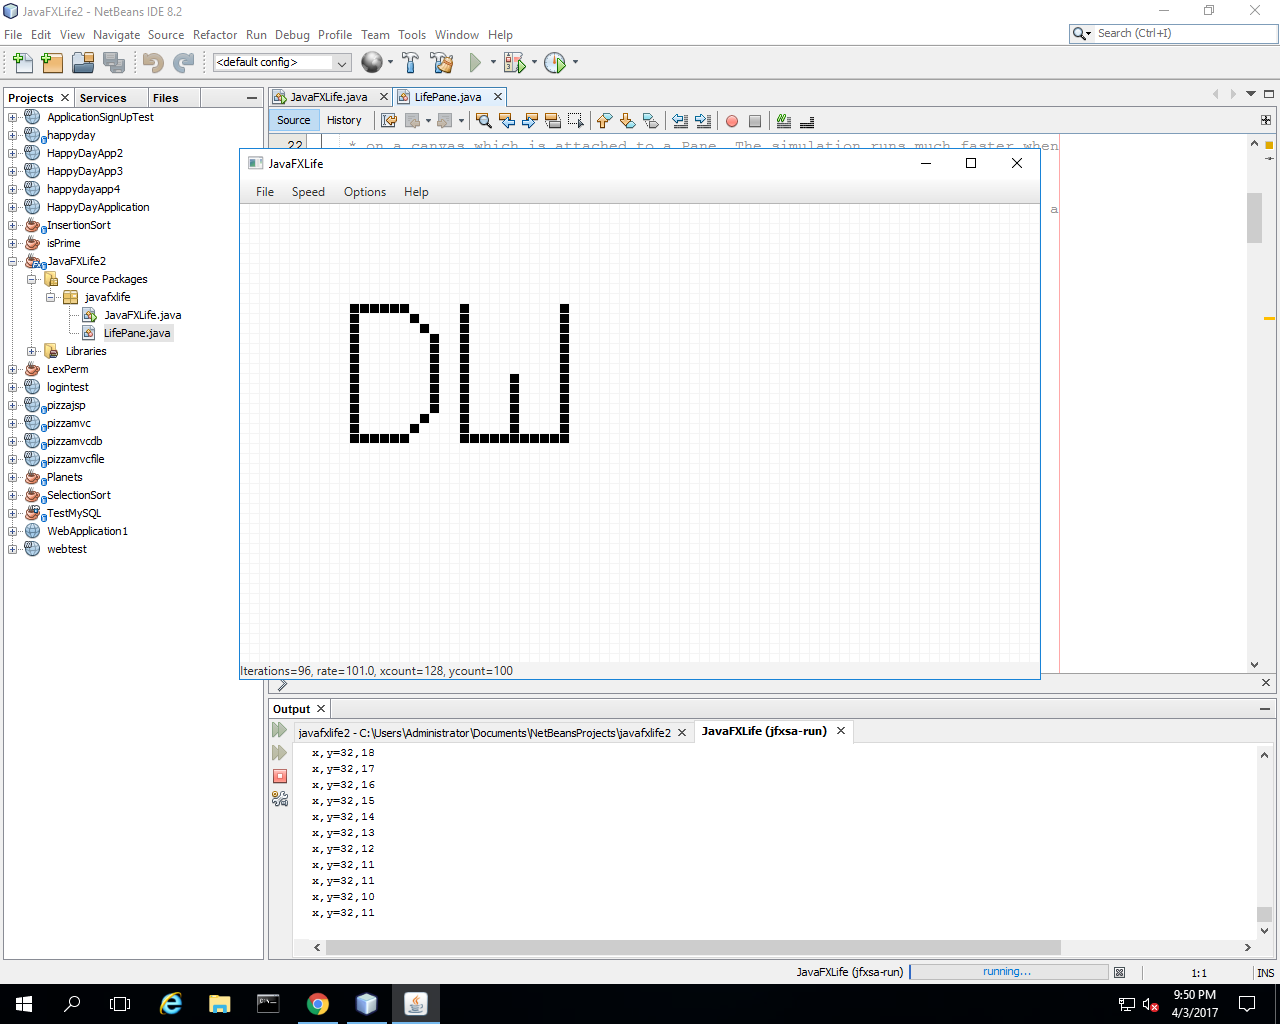 JavaFXLife2 - NetBeans IDE 8.2
File Edit View Navigate Source Refactor Run Debug Profile Team Tools Window Help
Search (Ctrl+I)
<default config>
Projects Services Files
ApplicationSignUpTest
happyday
HappyDayApp2
HappyDayApp3
happydayapp4
HappyDayApplication
InsertionSort
isPrime
JavaFXLife2
Source Packages
javafxlife
JavaFXLife.java
LifePane.java
Libraries
LexPerm
logintest
pizzajsp
pizzamvc
pizzamvcdb
pizzamvcfile
Planets
SelectionSort
TestMySQL
WebApplication1
webtest
JavaFXLife.java LifePane.java
Source History
22 * on a canvas which is attached to a Pane. The simulation runs much faster when
a
JavaFXLife
File Speed Options Help
DW
Iterations=96, rate=101.0, xcount=128, ycount=100
Output
javafxlife2 - C:\Users\Administrator\Documents\NetBeansProjects\javafxlife2 JavaFXLife (jfxsa-run)
x,y=32,18
x,y=32,17
x,y=32,16
x,y=32,15
x,y=32,14
x,y=32,13
x,y=32,12
x,y=32,11
x,y=32,11
x,y=32,10
x,y=32,11
JavaFXLife (jfxsa-run) running... 1:1 INS
9:50 PM
4/3/2017